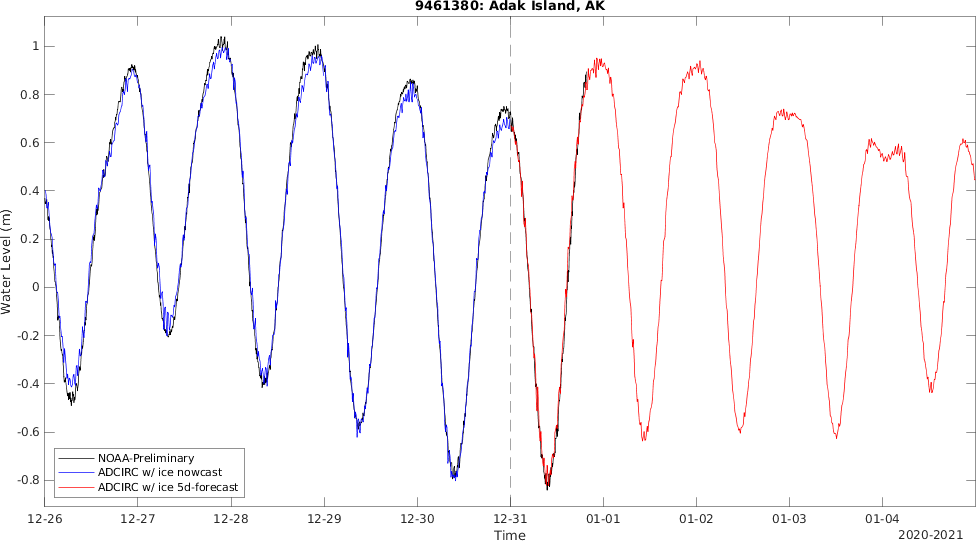 9461380: Adak Island, AK
Water Level (m)
1
0.8
0.6
0.4
0.2
0
-0.2
-0.4
-0.6
-0.8
NOAA-Preliminary
ADCIRC w/ ice nowcast
ADCIRC w/ ice 5d-forecast
12-26 12-27 12-28 12-29 12-30 12-31 01-01 01-02 01-03 01-04
Time
2020-2021